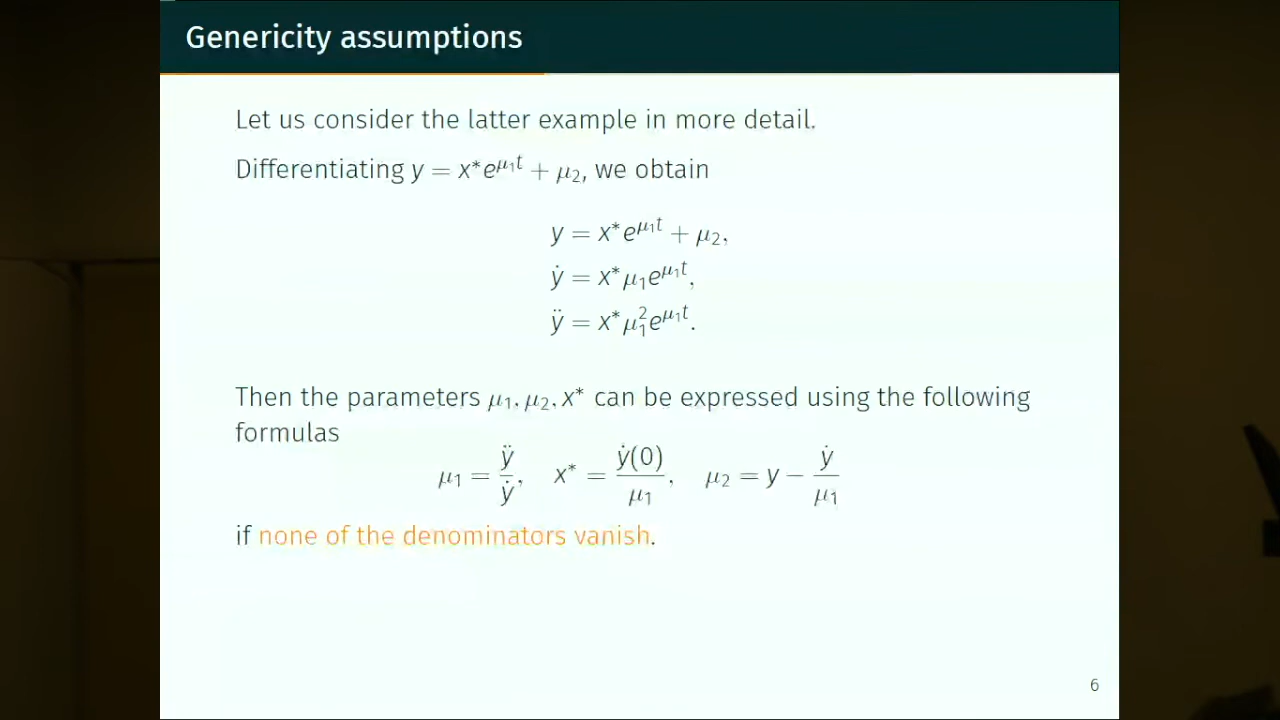 Genericity assumptions
Let us consider the latter example in more detail.
Differentiating y = x*e^{μ₁t} + μ₂, we obtain
y = x*e^{μ₁t} + μ₂,
ẏ = x*μ₁e^{μ₁t},
ÿ = x*μ₁²e^{μ₁t}.
Then the parameters μ₁, μ₂, x* can be expressed using the following
formulas
μ₁ = ÿ/ẏ, x* = ẏ(0)/μ₁, μ₂ = y − ẏ/μ₁
if none of the denominators vanish.
6